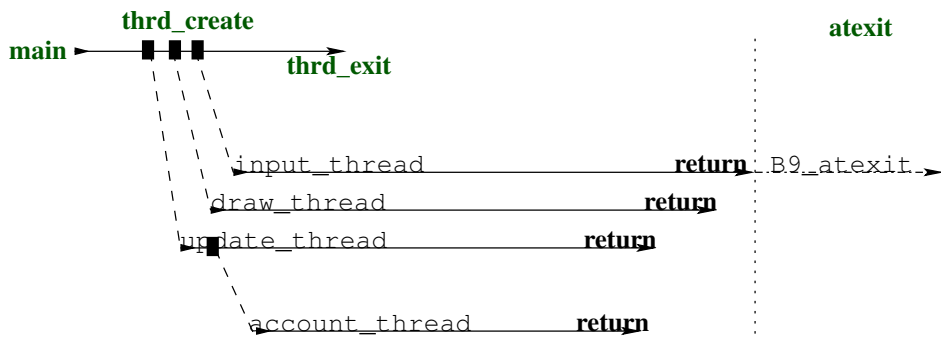 thrd_create
atexit
main
thrd_exit
input_thread return B9_atexit
draw_thread return
update_thread return
account_thread return